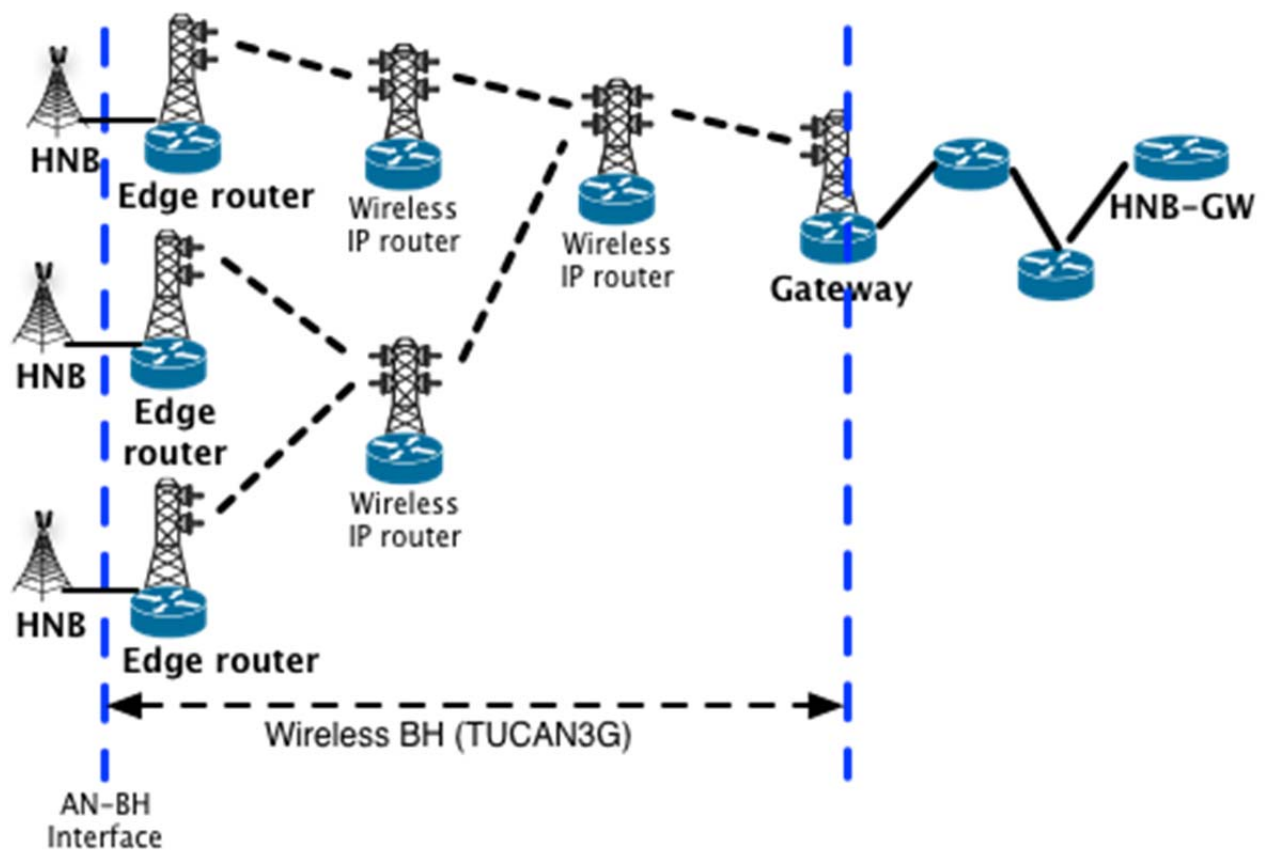 HNB
Edge router
Wireless
IP router
Wireless
IP router
Gateway
HNB-GW
HNB
Edge
router
Wireless
IP router
HNB
Edge router
Wireless BH (TUCAN3G)
AN-BH
Interface